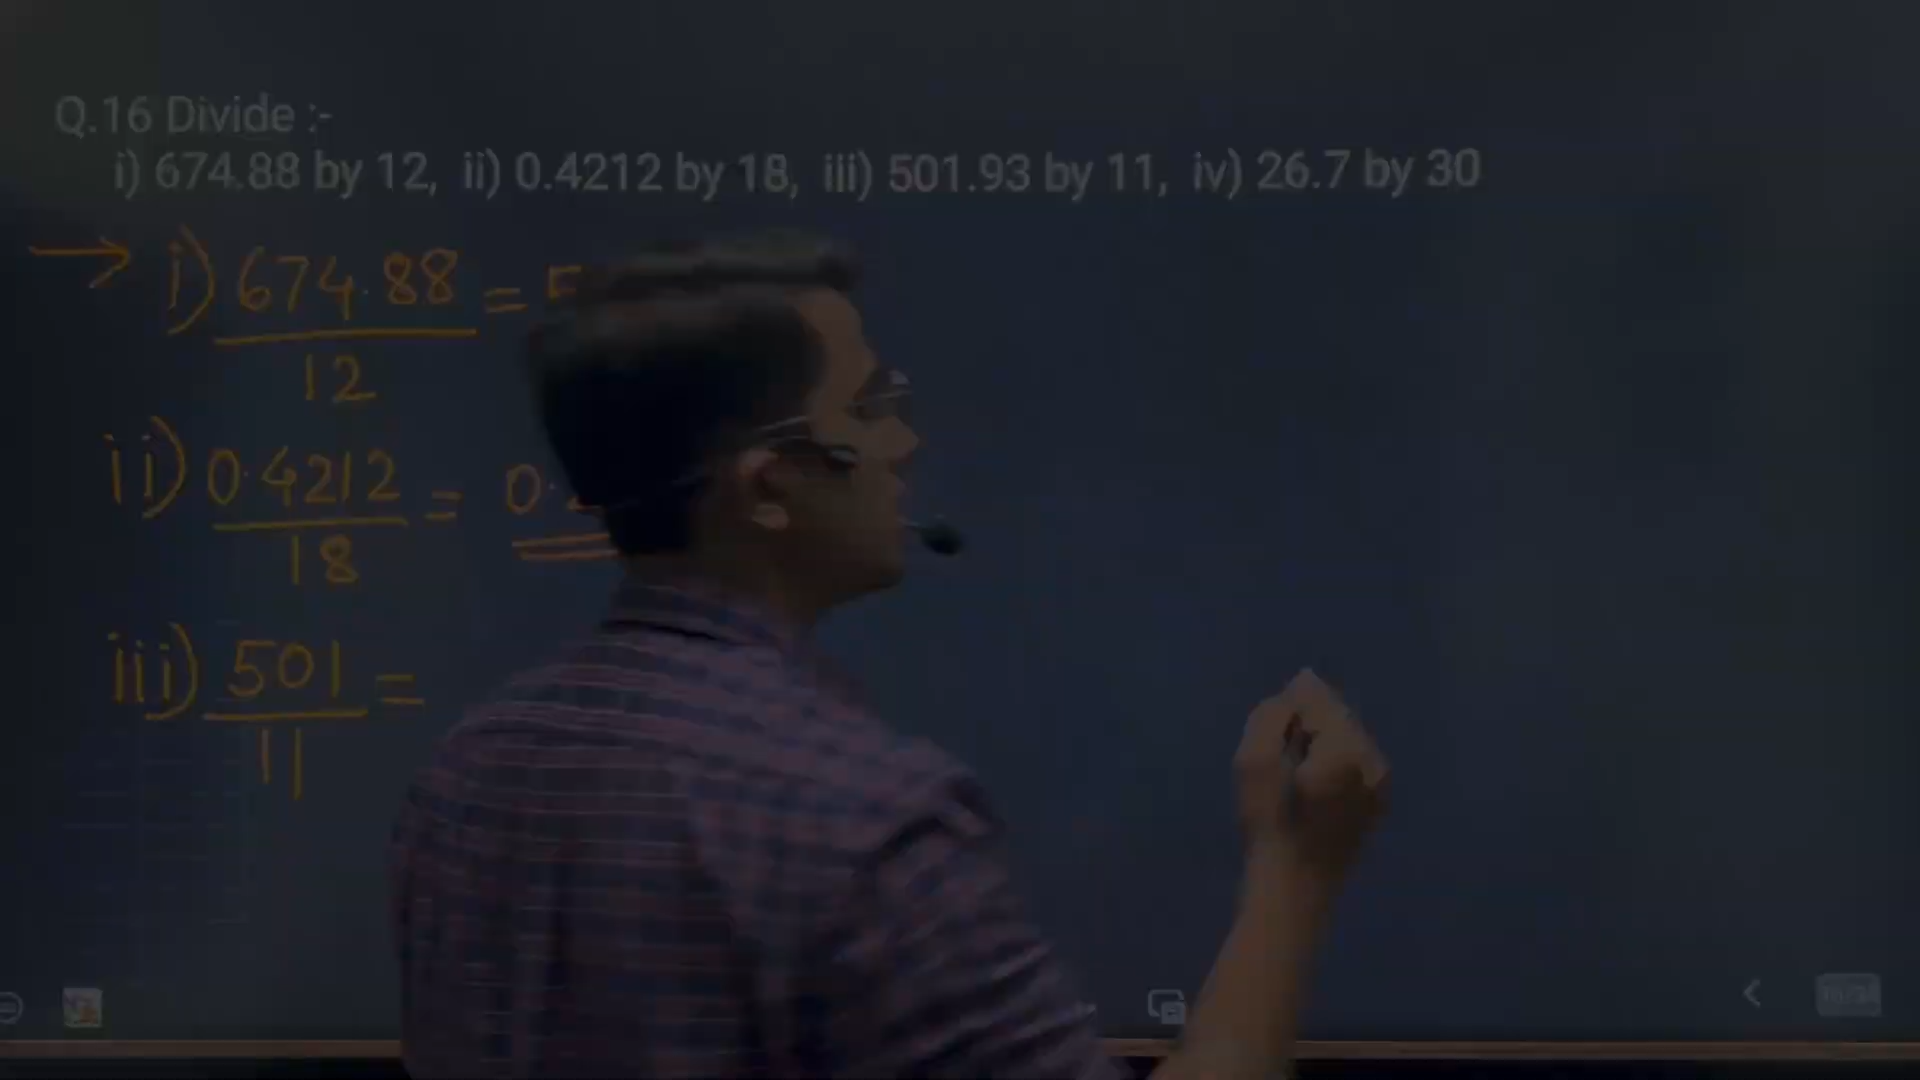 Q.16 Divide :-
i) 674.88 by 12, ii) 0.4212 by 18, iii) 501.93 by 11, iv) 26.7 by 30
→ i) 674.88 = 5
12
ii) 0.4212 = 0.
18
iii) 501 =
11